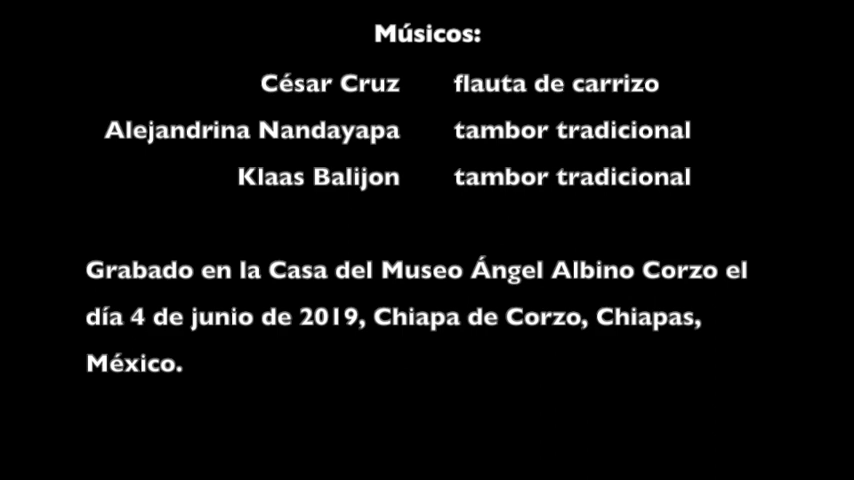 Músicos:
César Cruz flauta de carrizo
Alejandrina Nandayapa tambor tradicional
Klaas Balijon tambor tradicional
Grabado en la Casa del Museo Ángel Albino Corzo el
día 4 de junio de 2019, Chiapa de Corzo, Chiapas,
México.